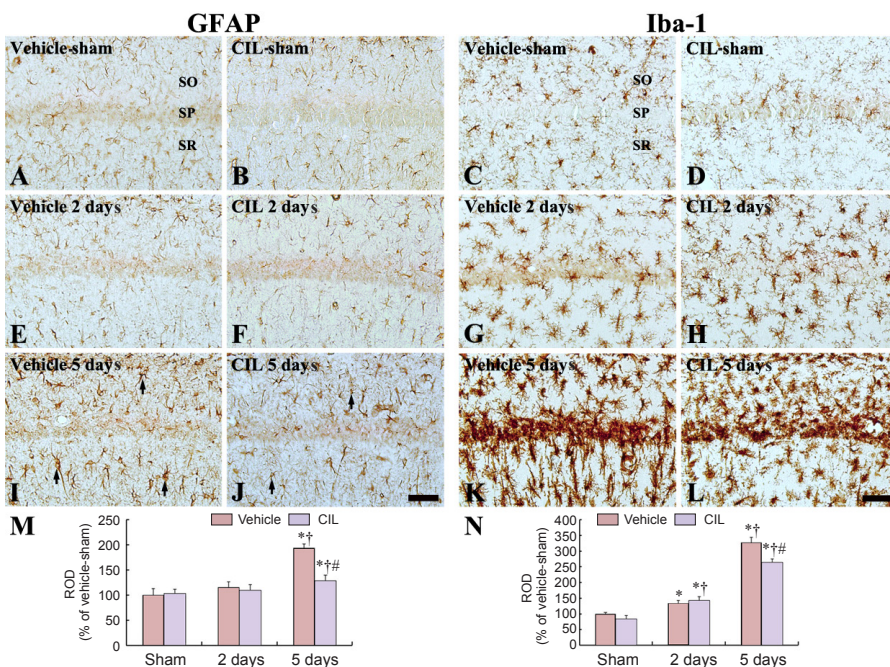 GFAP Iba-1
Vehicle-sham CIL-sham Vehicle-sham CIL-sham
SO SO
SP SP
SR SR
A B C D
Vehicle 2 days CIL 2 days Vehicle 2 days CIL 2 days
E F G H
Vehicle 5 days CIL 5 days Vehicle 5 days CIL 5 days
I J K L
M
Vehicle CIL
ROD
(% of vehicle-sham)
250
200
150
100
50
0
*†
*†#
Sham 2 days 5 days
N
Vehicle CIL
ROD
(% of vehicle-sham)
400
350
300
250
200
150
100
50
0
* *†
*†
*†#
Sham 2 days 5 days